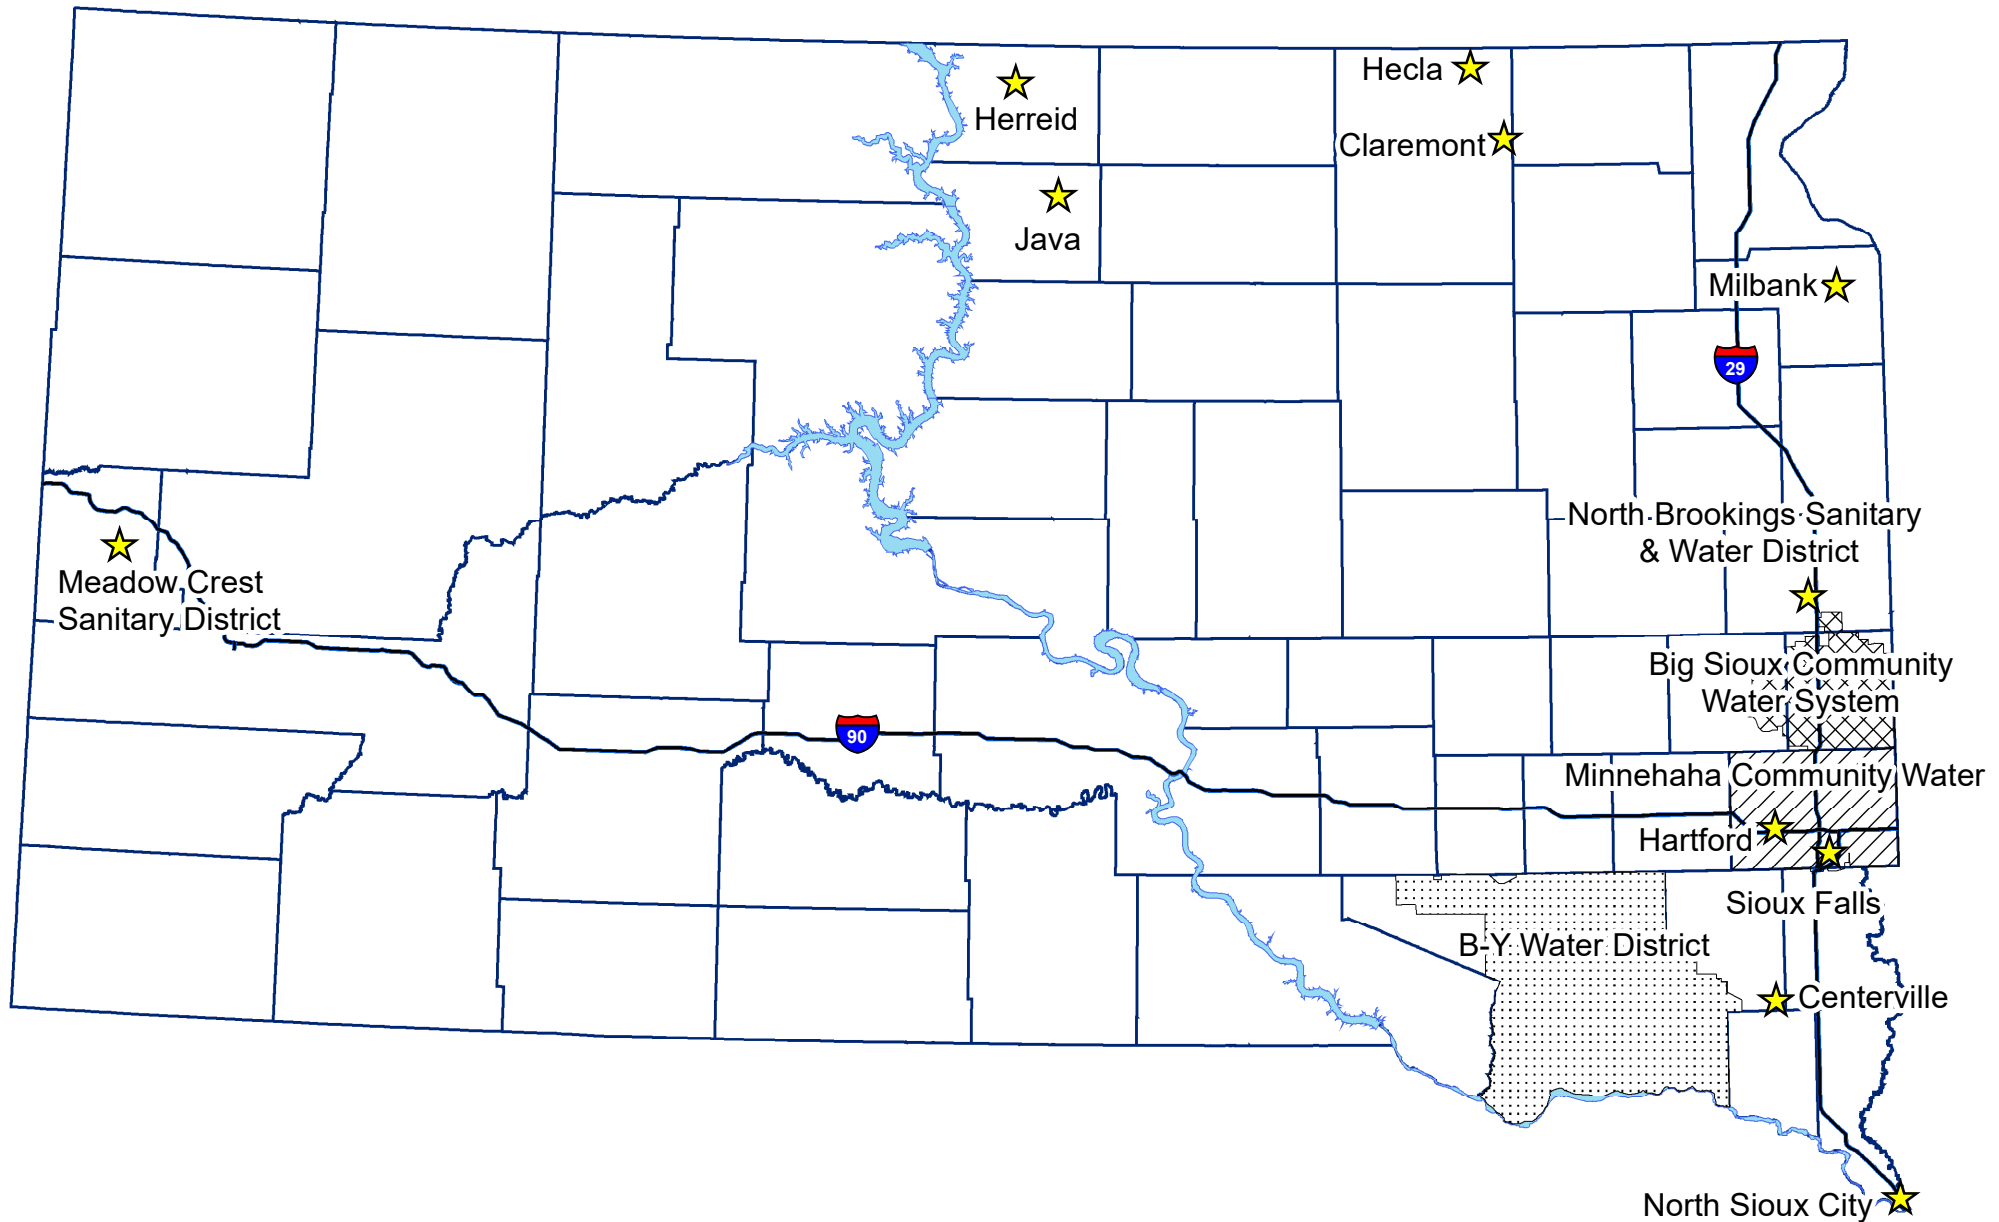 Hecla
Herreid
Claremont
Java
Milbank
29
North Brookings Sanitary
& Water District
Meadow Crest
Sanitary District
Big Sioux Community
Water System
90
Minnehaha Community Water
Hartford
Sioux Falls
B-Y Water District
Centerville
North Sioux City